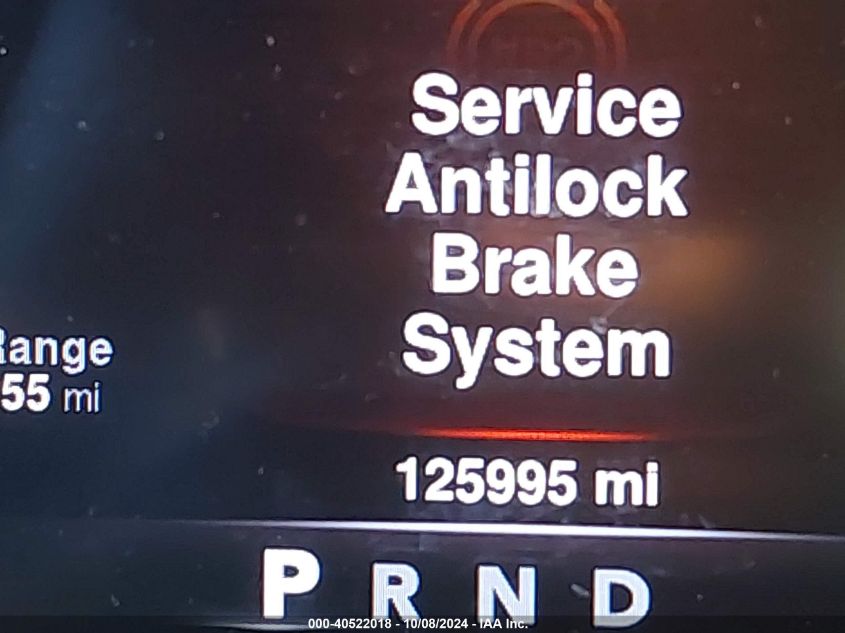 Service
Antilock
Brake
System
Range
55 mi
125995 mi
P R N D
000-40522018 - 10/08/2024 - IAA Inc.